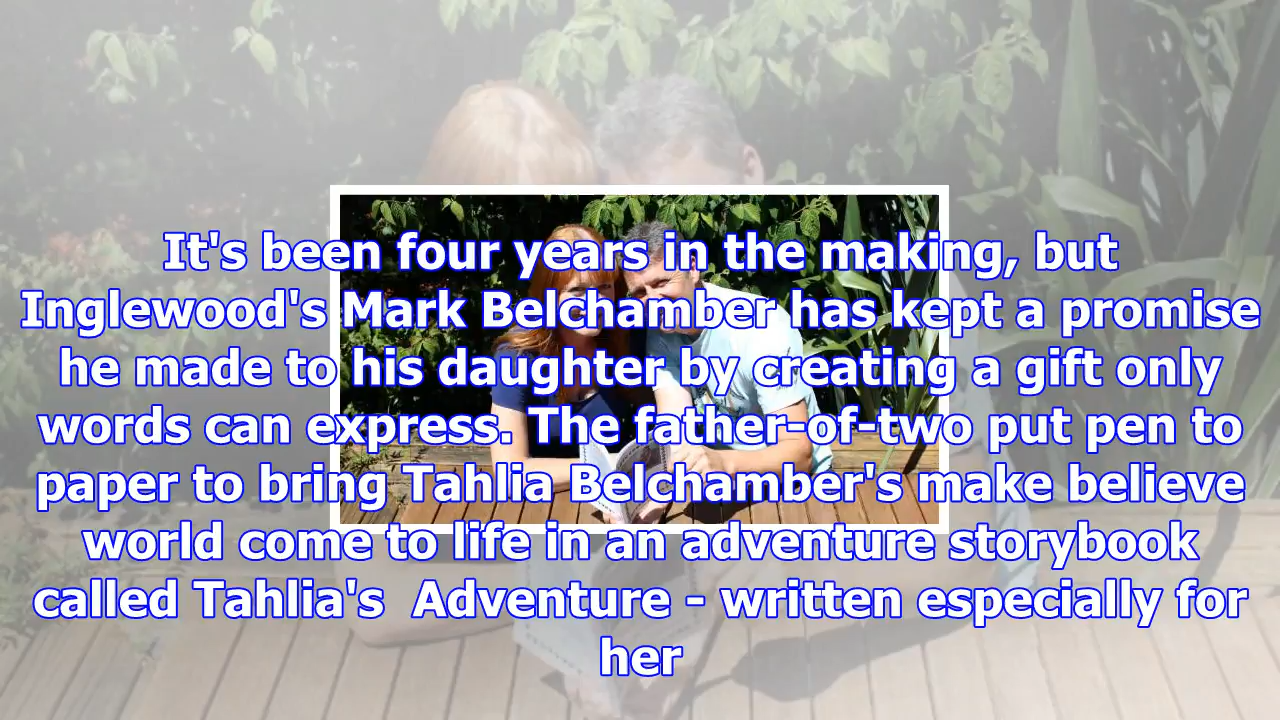 It's been four years in the making, but
Inglewood's Mark Belchamber has kept a promise
he made to his daughter by creating a gift only
words can express. The father-of-two put pen to
paper to bring Tahlia Belchamber's make believe
world come to life in an adventure storybook
called Tahlia's  Adventure - written especially for
her